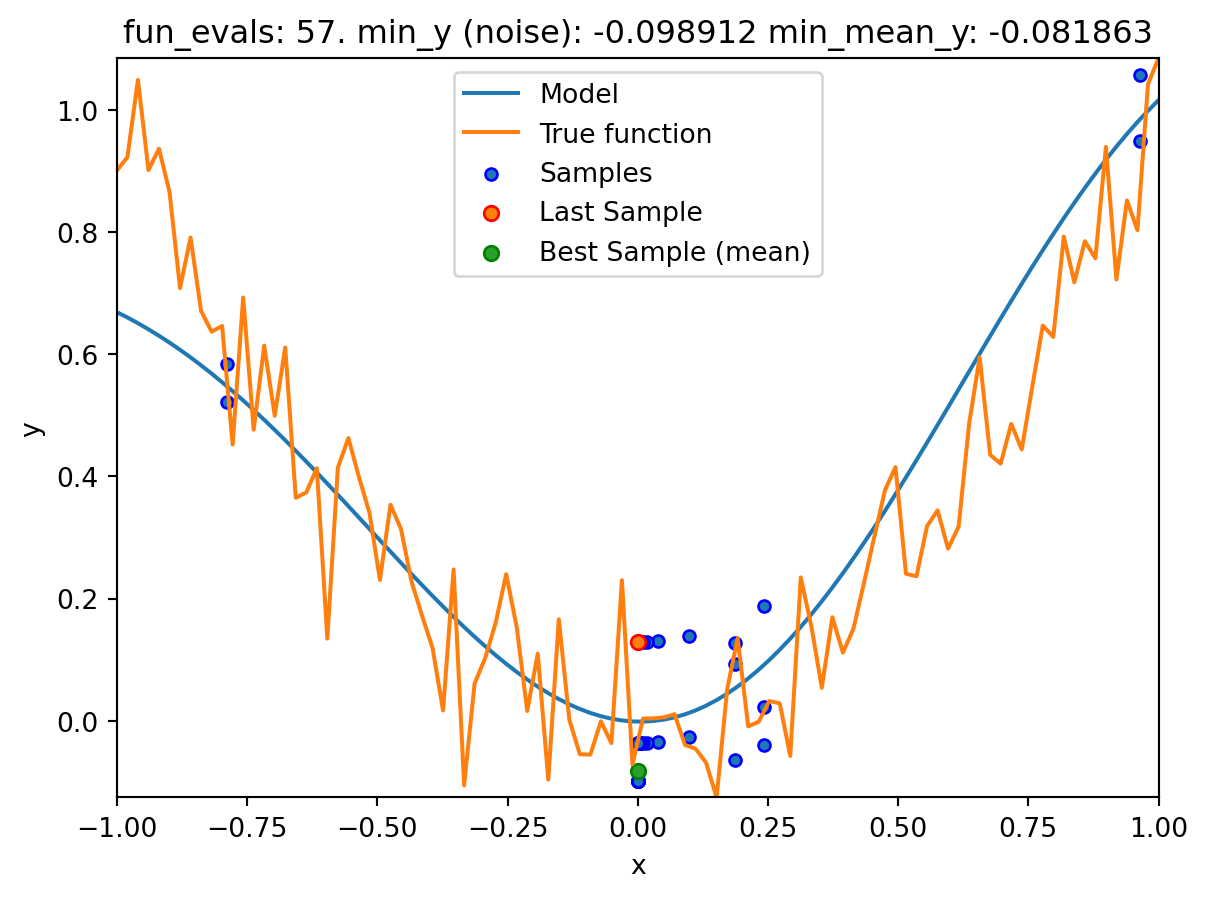 fun_evals: 57. min_y (noise): -0.098912 min_mean_y: -0.081863
Model
True function
Samples
Last Sample
Best Sample (mean)
y
1.0
0.8
0.6
0.4
0.2
0.0
−1.00 −0.75 −0.50 −0.25 0.00 0.25 0.50 0.75 1.00
x